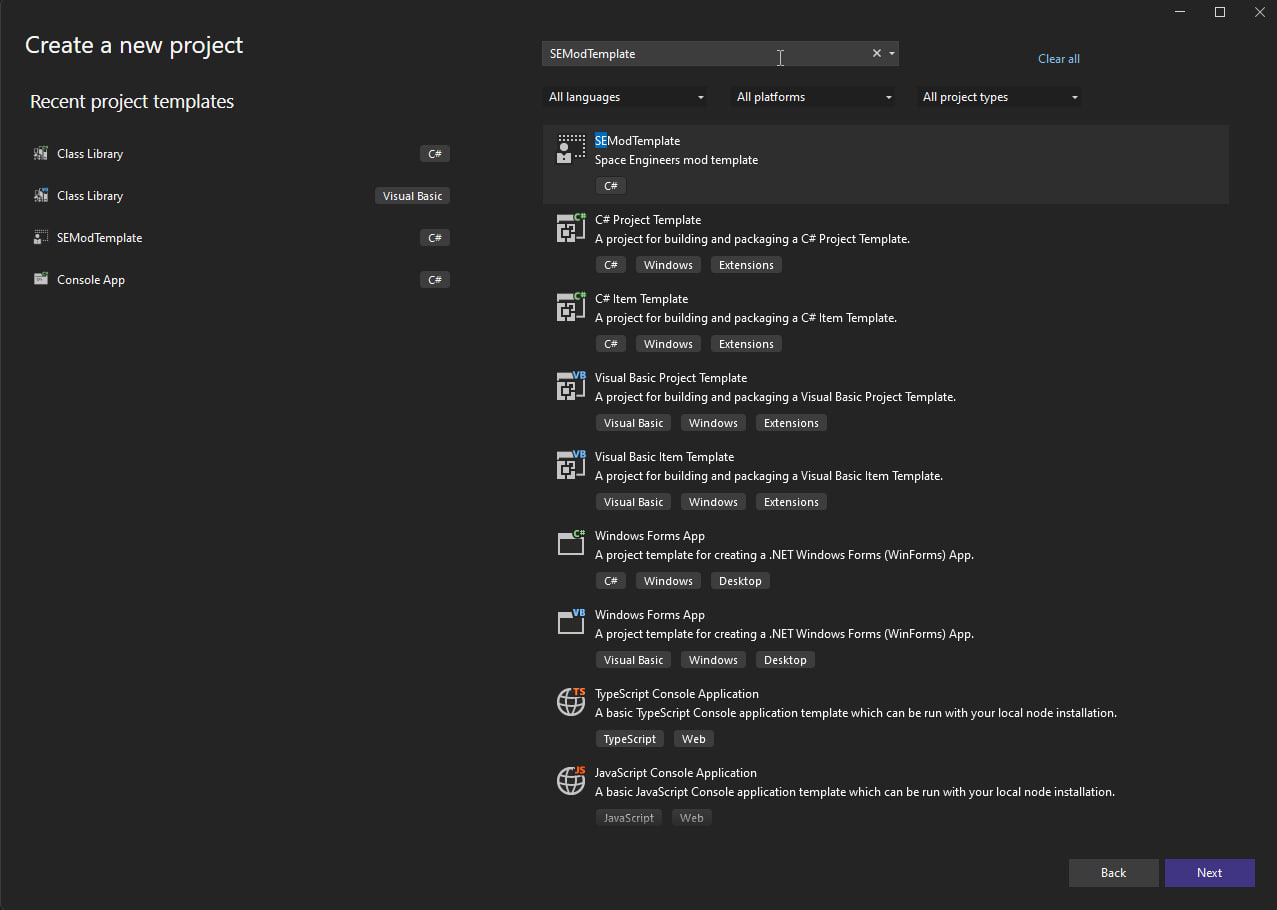 Create a new project
Recent project templates
Class Library C#
Class Library Visual Basic
SEModTemplate C#
Console App C#
SEModTemplate
Clear all
All languages All platforms All project types
SEModTemplate
Space Engineers mod template
C#
C# Project Template
A project for building and packaging a C# Project Template.
C# Windows Extensions
C# Item Template
A project for building and packaging a C# Item Template.
C# Windows Extensions
VB
Visual Basic Project Template
A project for building and packaging a Visual Basic Project Template.
Visual Basic Windows Extensions
VB
Visual Basic Item Template
A project for building and packaging a Visual Basic Item Template.
Visual Basic Windows Extensions
C#
Windows Forms App
A project template for creating a .NET Windows Forms (WinForms) App.
C# Windows Desktop
VB
Windows Forms App
A project template for creating a .NET Windows Forms (WinForms) App.
Visual Basic Windows Desktop
TS
TypeScript Console Application
A basic TypeScript Console application template which can be run with your local node installation.
TypeScript Web
JS
JavaScript Console Application
A basic JavaScript Console application template which can be run with your local node installation.
JavaScript Web
Back Next